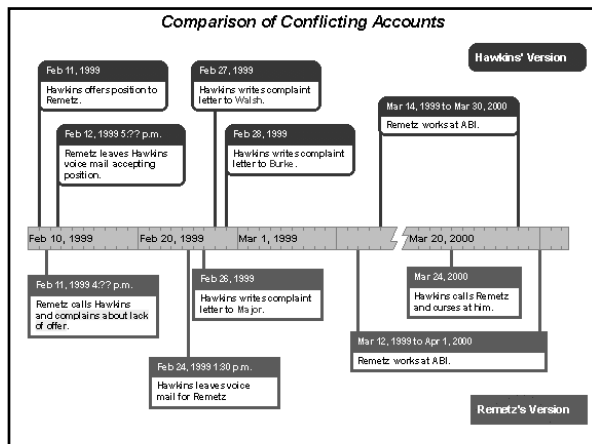 Comparison of Conflicting Accounts
Hawkins' Version
Feb 11, 1999
Hawkins offers position to
Remetz.
Feb 12, 1999 5:?? p.m.
Remetz leaves Hawkins
voice mail accepting
position.
Feb 27, 1999
Hawkins writes complaint
letter to Walsh.
Feb 28, 1999
Hawkins writes complaint
letter to Burke.
Mar 14, 1999 to Mar 30, 2000
Remetz works at ABI.
Feb 10, 1999
Feb 20, 1999
Mar 1, 1999
Mar 20, 2000
Feb 11, 1999 4:?? p.m.
Remetz calls Hawkins
and complains about lack
of offer.
Feb 24, 1999 1:30 p.m.
Hawkins leaves voice
mail for Remetz
Feb 26, 1999
Hawkins writes complaint
letter to Major.
Mar 24, 2000
Hawkins calls Remetz
and curses at him.
Mar 12, 1999 to Apr 1, 2000
Remetz works at ABI.
Remetz's Version